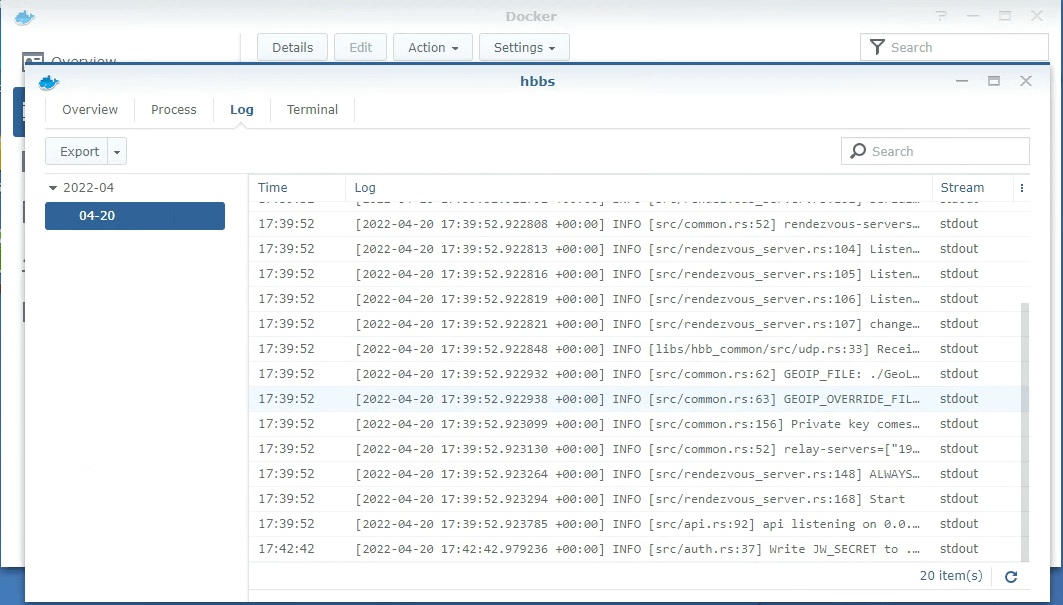 Docker
Details Edit Action Settings Search
Overview
hbbs
Overview Process Log Terminal
Export Search
2022-04
04-20
Time Log Stream
17:39:52 [2022-04-20 17:39:52.922808 +00:00] INFO [src/common.rs:52] rendezvous-servers… stdout
17:39:52 [2022-04-20 17:39:52.922813 +00:00] INFO [src/rendezvous_server.rs:104] Listen… stdout
17:39:52 [2022-04-20 17:39:52.922816 +00:00] INFO [src/rendezvous_server.rs:105] Listen… stdout
17:39:52 [2022-04-20 17:39:52.922819 +00:00] INFO [src/rendezvous_server.rs:106] Listen… stdout
17:39:52 [2022-04-20 17:39:52.922821 +00:00] INFO [src/rendezvous_server.rs:107] change… stdout
17:39:52 [2022-04-20 17:39:52.922848 +00:00] INFO [libs/hbb_common/src/udp.rs:33] Recei… stdout
17:39:52 [2022-04-20 17:39:52.922932 +00:00] INFO [src/common.rs:62] GEOIP_FILE: ./GeoL… stdout
17:39:52 [2022-04-20 17:39:52.922938 +00:00] INFO [src/common.rs:63] GEOIP_OVERRIDE_FIL… stdout
17:39:52 [2022-04-20 17:39:52.923099 +00:00] INFO [src/common.rs:156] Private key comes… stdout
17:39:52 [2022-04-20 17:39:52.923130 +00:00] INFO [src/common.rs:52] relay-servers=["19… stdout
17:39:52 [2022-04-20 17:39:52.923264 +00:00] INFO [src/rendezvous_server.rs:148] ALWAYS… stdout
17:39:52 [2022-04-20 17:39:52.923294 +00:00] INFO [src/rendezvous_server.rs:168] Start stdout
17:39:52 [2022-04-20 17:39:52.923785 +00:00] INFO [src/api.rs:92] api listening on 0.0.… stdout
17:42:42 [2022-04-20 17:42:42.979236 +00:00] INFO [src/auth.rs:37] Write JW_SECRET to .… stdout
20 item(s)